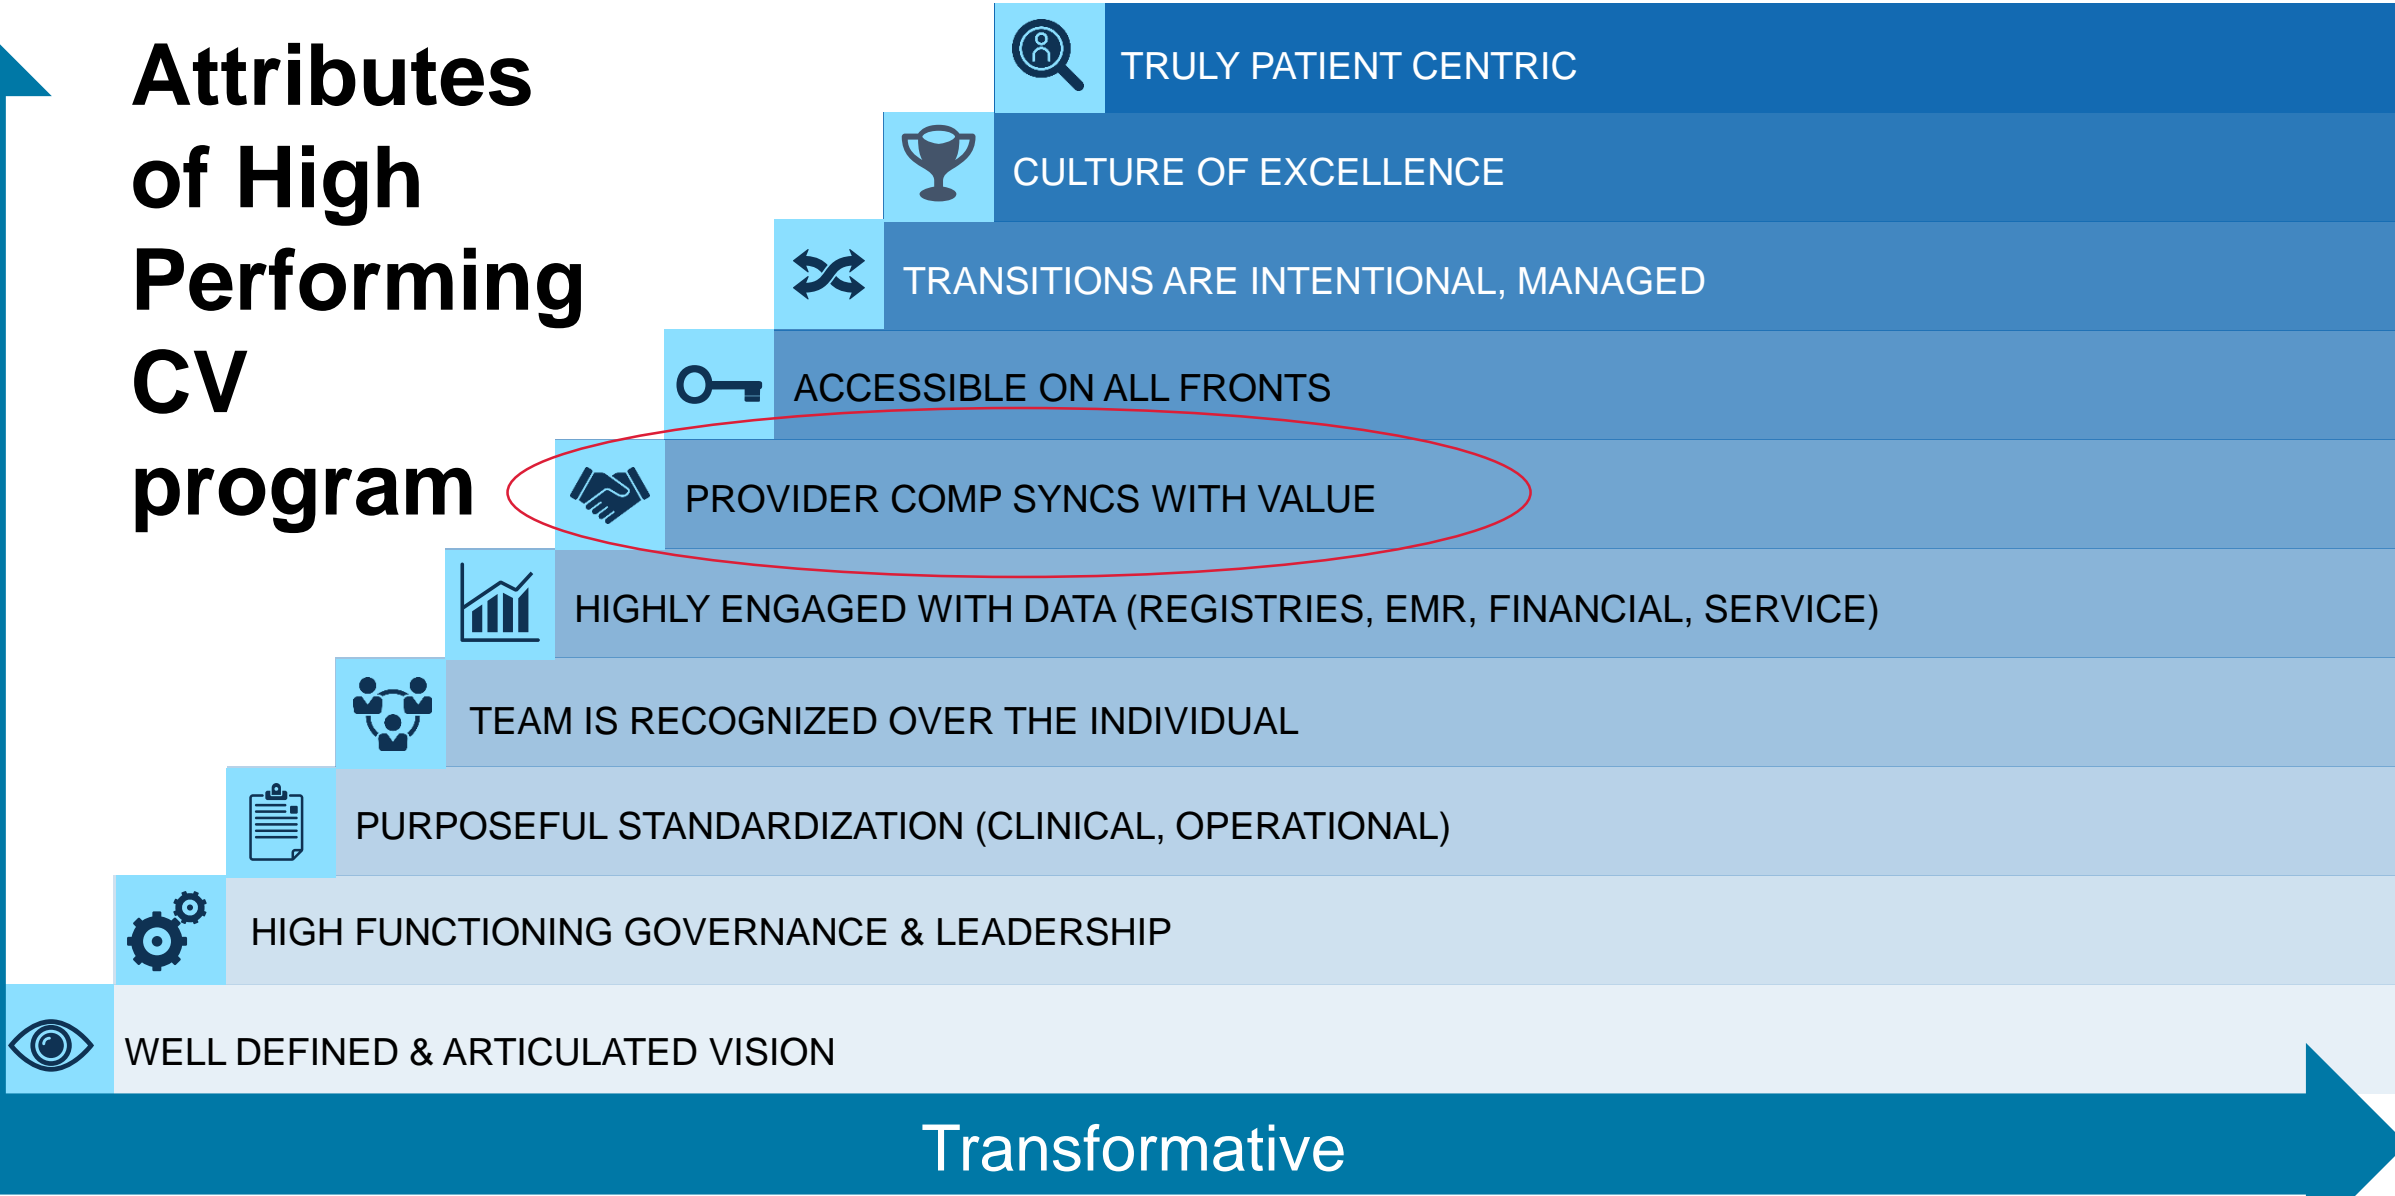 Attributes
of High
Performing
CV
program
TRULY PATIENT CENTRIC
CULTURE OF EXCELLENCE
TRANSITIONS ARE INTENTIONAL, MANAGED
ACCESSIBLE ON ALL FRONTS
PROVIDER COMP SYNCS WITH VALUE
HIGHLY ENGAGED WITH DATA (REGISTRIES, EMR, FINANCIAL, SERVICE)
TEAM IS RECOGNIZED OVER THE INDIVIDUAL
PURPOSEFUL STANDARDIZATION (CLINICAL, OPERATIONAL)
HIGH FUNCTIONING GOVERNANCE & LEADERSHIP
WELL DEFINED & ARTICULATED VISION
Transformative